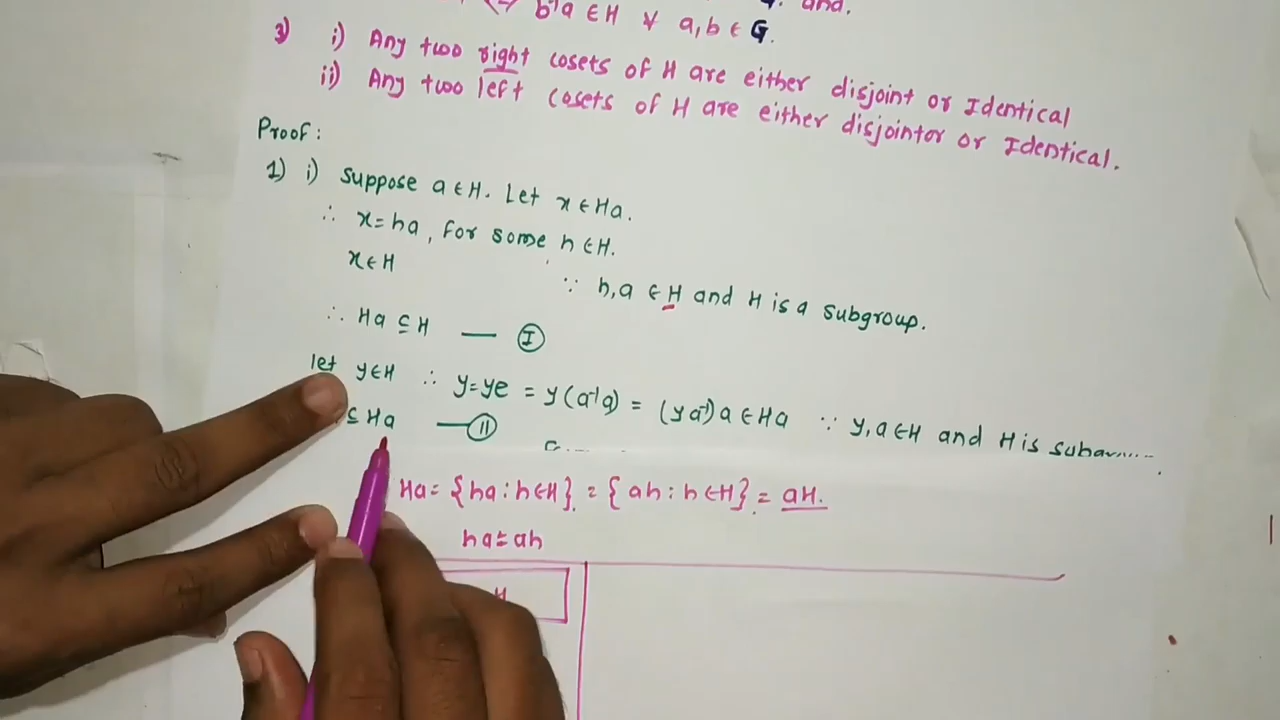 (⇔ b⁻¹a ∈ H ∀ a, b ∈ G. and.
3) i) Any two right cosets of H are either disjoint or Identical
ii) Any two left cosets of H are either disjointor or Identical.
Proof:
1) i) Suppose a ∈ H. Let x ∈ Ha.
∴ x = ha, for some h ∈ H.
x ∈ H ∵ h, a ∈ H and H is a subgroup.
∴ Ha ⊆ H — I
let y ∈ H ∴ y = ye = y(a⁻¹a) = (ya⁻¹)a ∈ Ha ∵ y, a ∈ H and H is
⊆ Ha — II
Ha = {ha : h ∈ H}. = {ah : h ∈ H}. = aH.
ha = ah
H